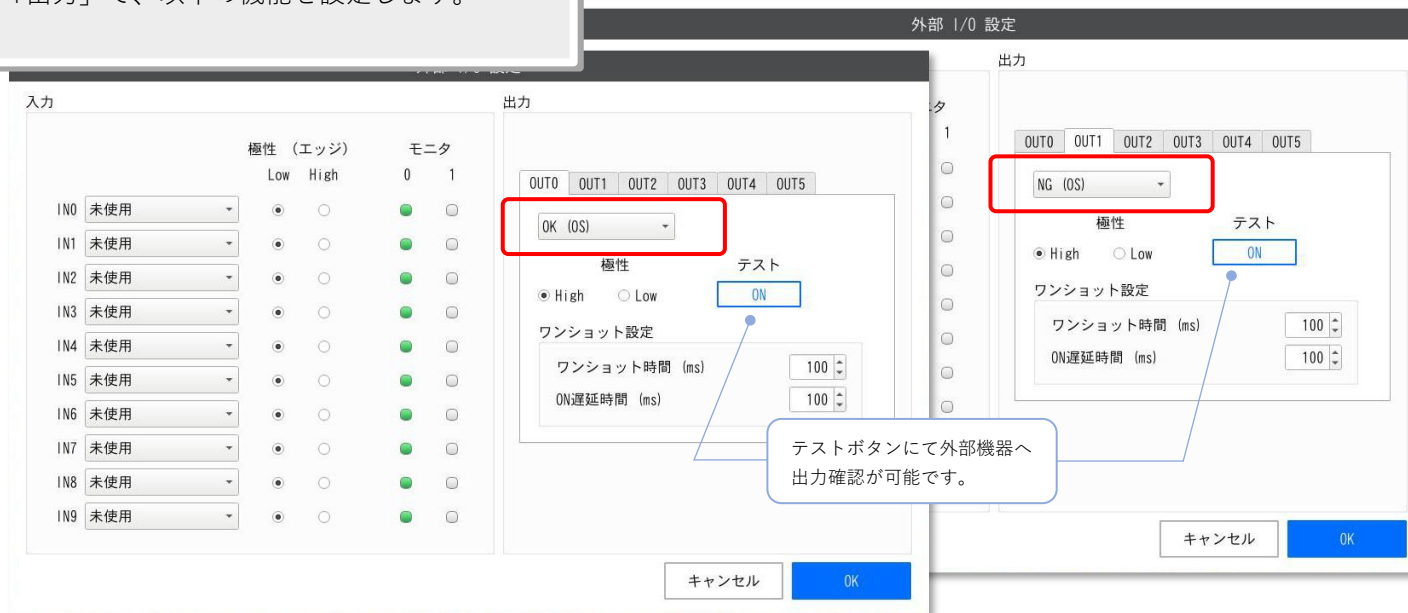 「出力」で、以下の機能を設定します。
外部 I/O 設定
入力
極性 (エッジ)
モニタ
Low High
0 1
IN0 未使用
IN1 未使用
IN2 未使用
IN3 未使用
IN4 未使用
IN5 未使用
IN6 未使用
IN7 未使用
IN8 未使用
IN9 未使用
出力
OUT0 OUT1 OUT2 OUT3 OUT4 OUT5
OK (OS)
極性 テスト
High Low ON
ワンショット設定
ワンショット時間 (ms) 100
ON遅延時間 (ms) 100
キャンセル OK
テストボタンにて外部機器へ
出力確認が可能です。
タ
1
出力
OUT0 OUT1 OUT2 OUT3 OUT4 OUT5
NG (OS)
極性 テスト
High Low ON
ワンショット設定
ワンショット時間 (ms) 100
ON遅延時間 (ms) 100
キャンセル OK